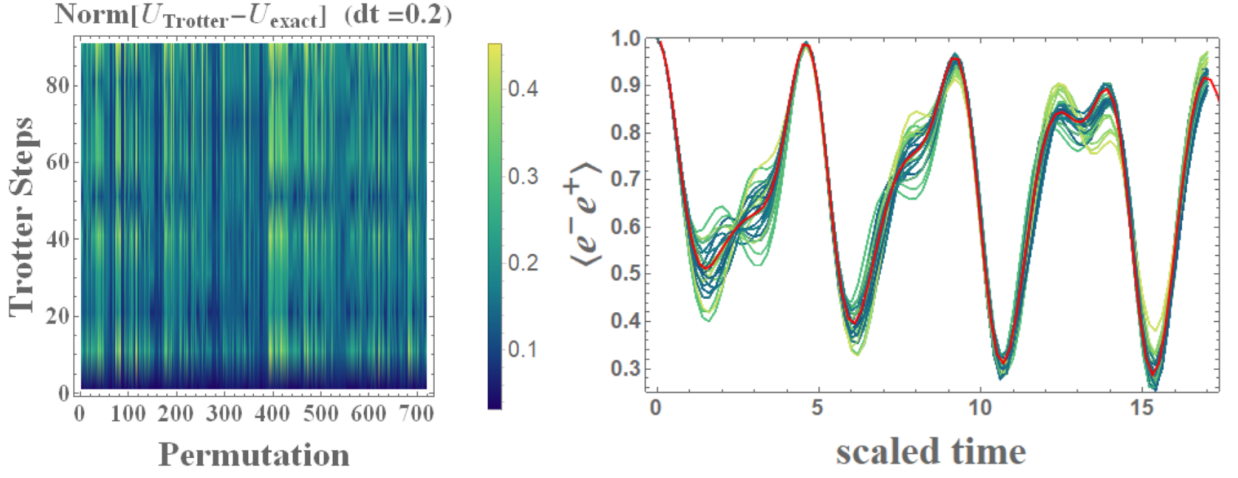 Norm[U_Trotter−U_exact] (dt =0.2)
Trotter Steps
80
60
40
20
0
0 100 200 300 400 500 600 700
Permutation
0.4
0.3
0.2
0.1
⟨e⁻ e⁺⟩
1.0
0.9
0.8
0.7
0.6
0.5
0.4
0.3
0 5 10 15
scaled time